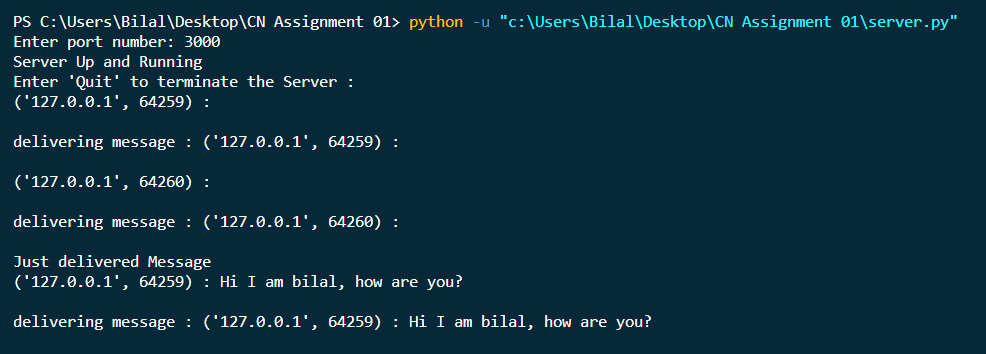 PS C:\Users\Bilal\Desktop\CN Assignment 01> python -u "c:\Users\Bilal\Desktop\CN Assignment 01\server.py"
Enter port number: 3000
Server Up and Running
Enter 'Quit' to terminate the Server :
('127.0.0.1', 64259) :
delivering message : ('127.0.0.1', 64259) :
('127.0.0.1', 64260) :
delivering message : ('127.0.0.1', 64260) :
Just delivered Message
('127.0.0.1', 64259) : Hi I am bilal, how are you?
delivering message : ('127.0.0.1', 64259) : Hi I am bilal, how are you?